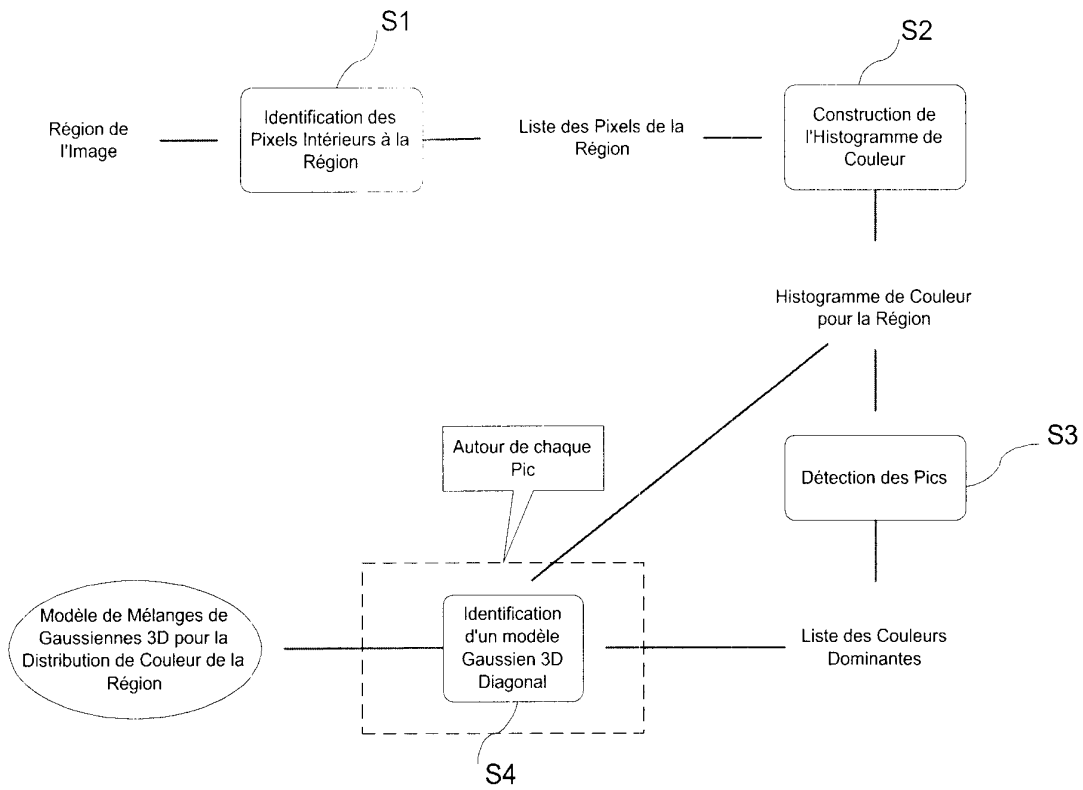 S1
S2
Région de
l'Image
Identification des
Pixels Intérieurs à la
Région
Liste des Pixels de la
Région
Construction de
l'Histogramme de
Couleur
Histogramme de Couleur
pour la Région
S3
Autour de chaque
Pic
Détection des Pics
Modèle de Mélanges de
Gaussiennes 3D pour la
Distribution de Couleur de la
Région
Identification
d'un modèle
Gaussien 3D
Diagonal
Liste des Couleurs
Dominantes
S4